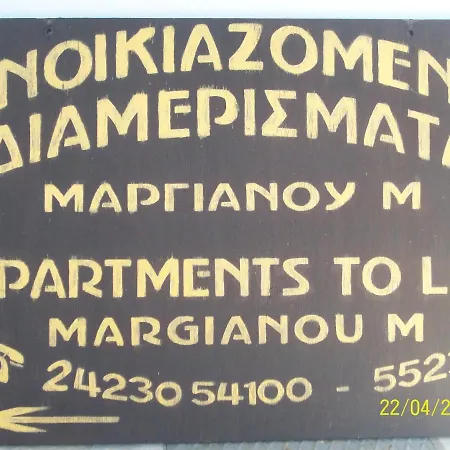 ΝΟΙΚΙΑΖΟΜΕΝ
ΔΙΑΜΕΡΙΣΜΑΤΑ
ΜΑΡΓΙΑΝΟΥ Μ
PARTMENTS TO L
MARGIANOU M
24230 54100 - 552
22/04/2